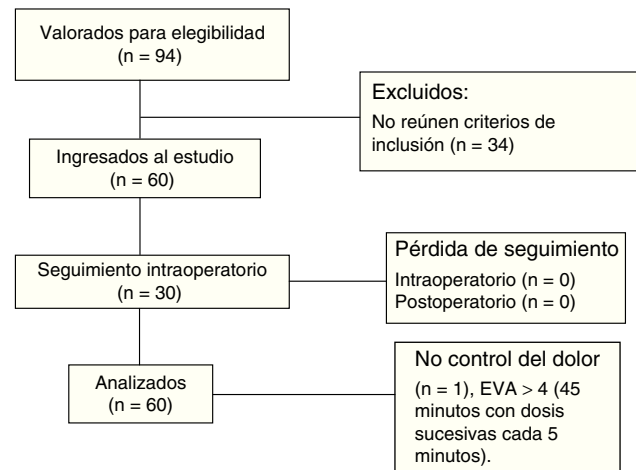 Valorados para elegibilidad
(n = 94)
Excluidos:
No reúnen criterios de
inclusión (n = 34)
Ingresados al estudio
(n = 60)
Seguimiento intraoperatorio
(n = 30)
Pérdida de seguimiento
Intraoperatorio (n = 0)
Postoperatorio (n = 0)
Analizados
(n = 60)
No control del dolor
(n = 1), EVA > 4 (45
minutos con dosis
sucesivas cada 5
minutos).